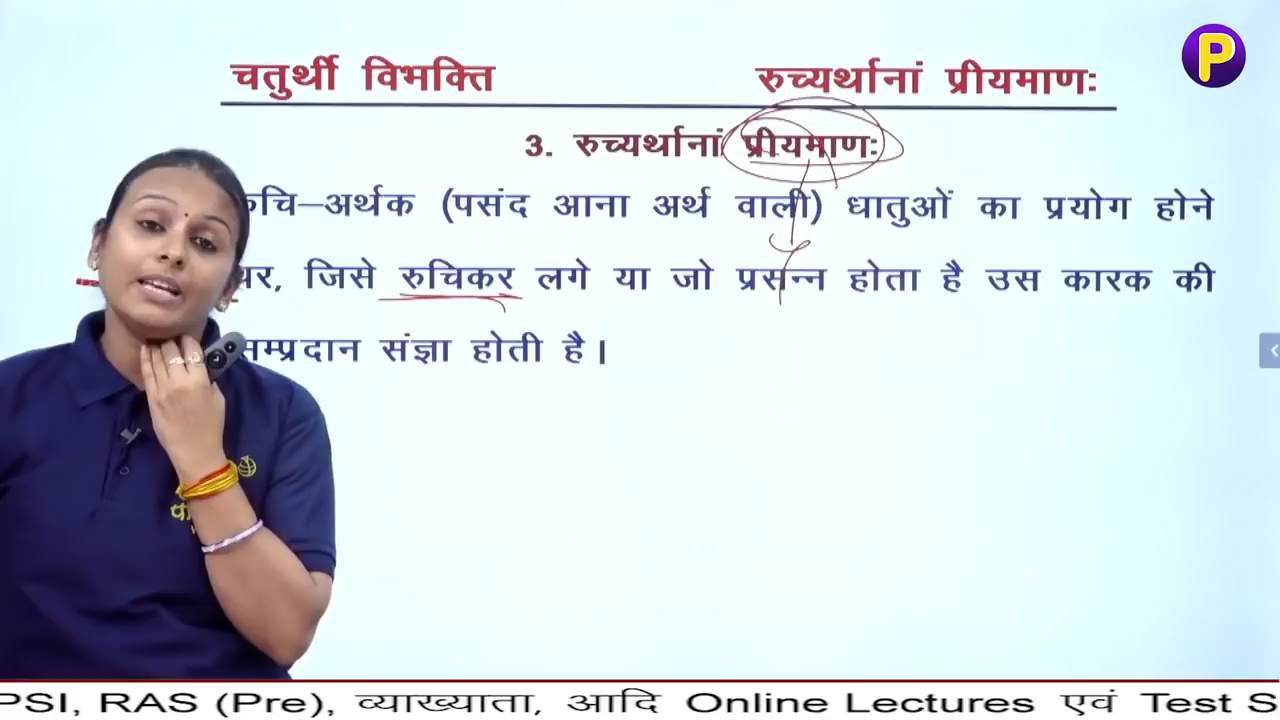 चतुर्थी विभक्ति रुच्यर्थानां प्रीयमाणः
P
3. रुच्यर्थानां प्रीयमाणः
रुचि–अर्थक (पसंद आना अर्थ वाली) धातुओं का प्रयोग होने
पर, जिसे रुचिकर लगे या जो प्रसन्न होता है उस कारक की
सम्प्रदान संज्ञा होती है।
PSI, RAS (Pre), व्याख्याता, आदि Online Lectures एवं Test S